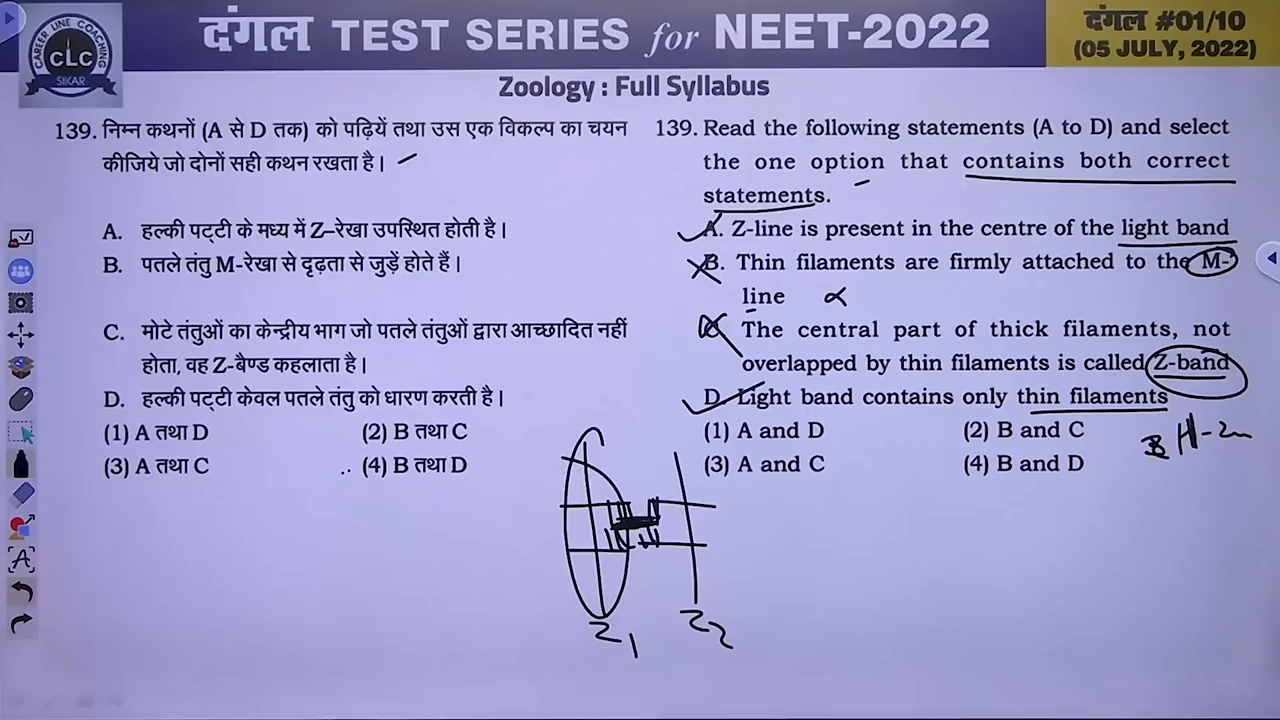 CAREER LINE COACHING
CLC
SIKAR
दंगल TEST SERIES for NEET-2022
दंगल #01/10
(05 JULY, 2022)
Zoology : Full Syllabus
139. निम्न कथनों (A से D तक) को पढ़ियें तथा उस एक विकल्प का चयन
कीजिये जो दोनों सही कथन रखता है।
A. हल्की पट्टी के मध्य में Z–रेखा उपस्थित होती है।
B. पतले तंतु M-रेखा से दृढ़ता से जुड़ें होते हैं।
C. मोटे तंतुओं का केन्द्रीय भाग जो पतले तंतुओं द्वारा आच्छादित नहीं
होता, वह Z-बैण्ड कहलाता है।
D. हल्की पट्टी केवल पतले तंतु को धारण करती है।
(1) A तथा D (2) B तथा C
(3) A तथा C (4) B तथा D
139. Read the following statements (A to D) and select
the one option that contains both correct
statements.
A. Z-line is present in the centre of the light band
B. Thin filaments are firmly attached to the M-
line α
The central part of thick filaments, not
overlapped by thin filaments is called Z-band
D. Light band contains only thin filaments
(1) A and D (2) B and C
(3) A and C (4) B and D
Z1
Z2